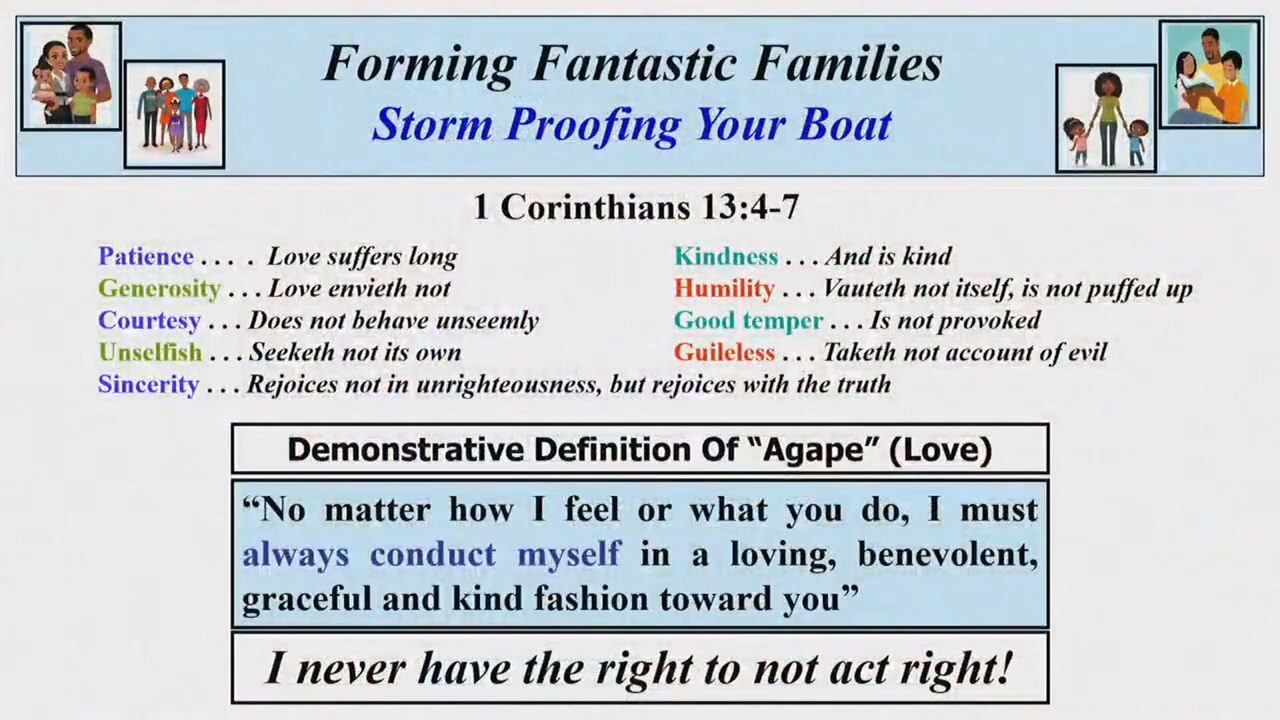 Forming Fantastic Families
Storm Proofing Your Boat
1 Corinthians 13:4-7
Patience . . . . Love suffers long
Kindness . . . And is kind
Generosity . . . Love envieth not
Humility . . . Vauteth not itself, is not puffed up
Courtesy . . . Does not behave unseemly
Good temper . . . Is not provoked
Unselfish . . . Seeketh not its own
Guileless . . . Taketh not account of evil
Sincerity . . . Rejoices not in unrighteousness, but rejoices with the truth
Demonstrative Definition Of “Agape” (Love)
“No matter how I feel or what you do, I must
always conduct myself in a loving, benevolent,
graceful and kind fashion toward you”
I never have the right to not act right!